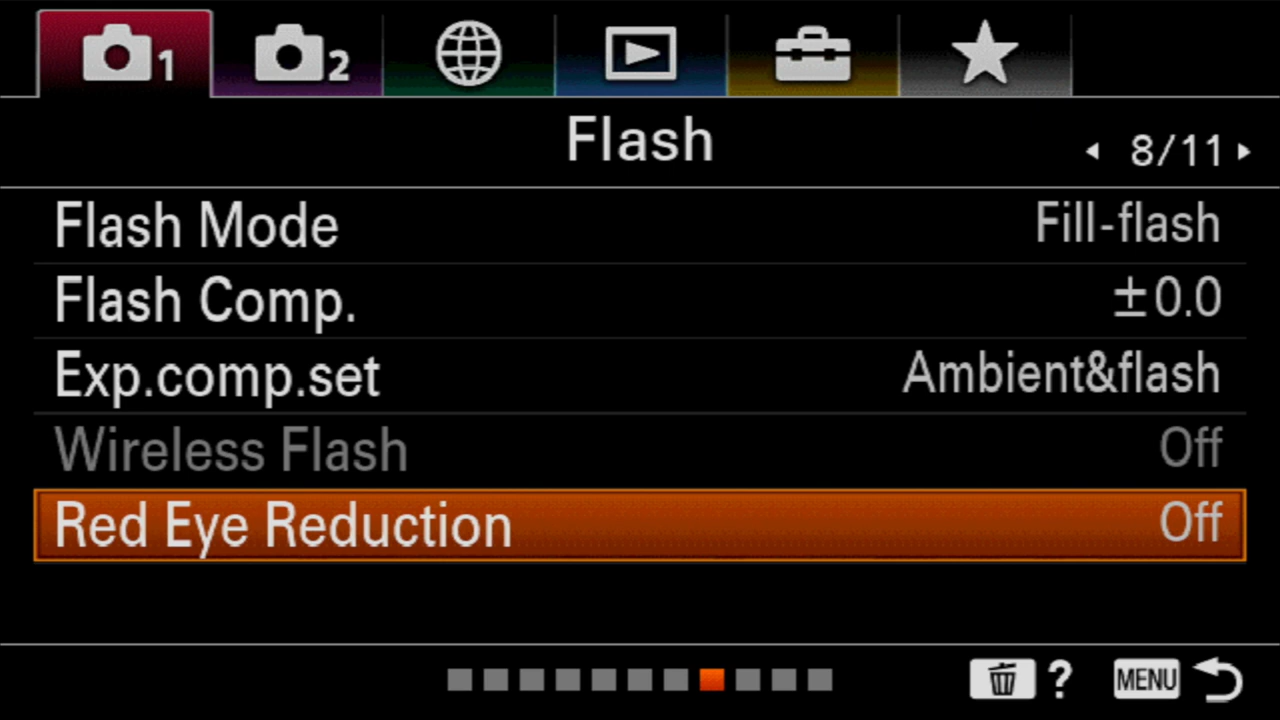 1 2
Flash
8/11
Flash Mode Fill-flash
Flash Comp. ±0.0
Exp.comp.set Ambient&flash
Wireless Flash Off
Red Eye Reduction Off
? MENU